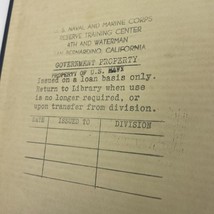 U.S. NAVAL AND MARINE CORPS
RESERVE TRAINING CENTER
4TH AND WATERMAN
SAN BERNARDINO, CALIFORNIA
GOVERNMENT PROPERTY
PROPERTY OF U.S. NAVY
Issued on a loan basis only.
Return to Library when use
is no longer required, or
upon transfer from division.
DATE ISSUED TO DIVISION